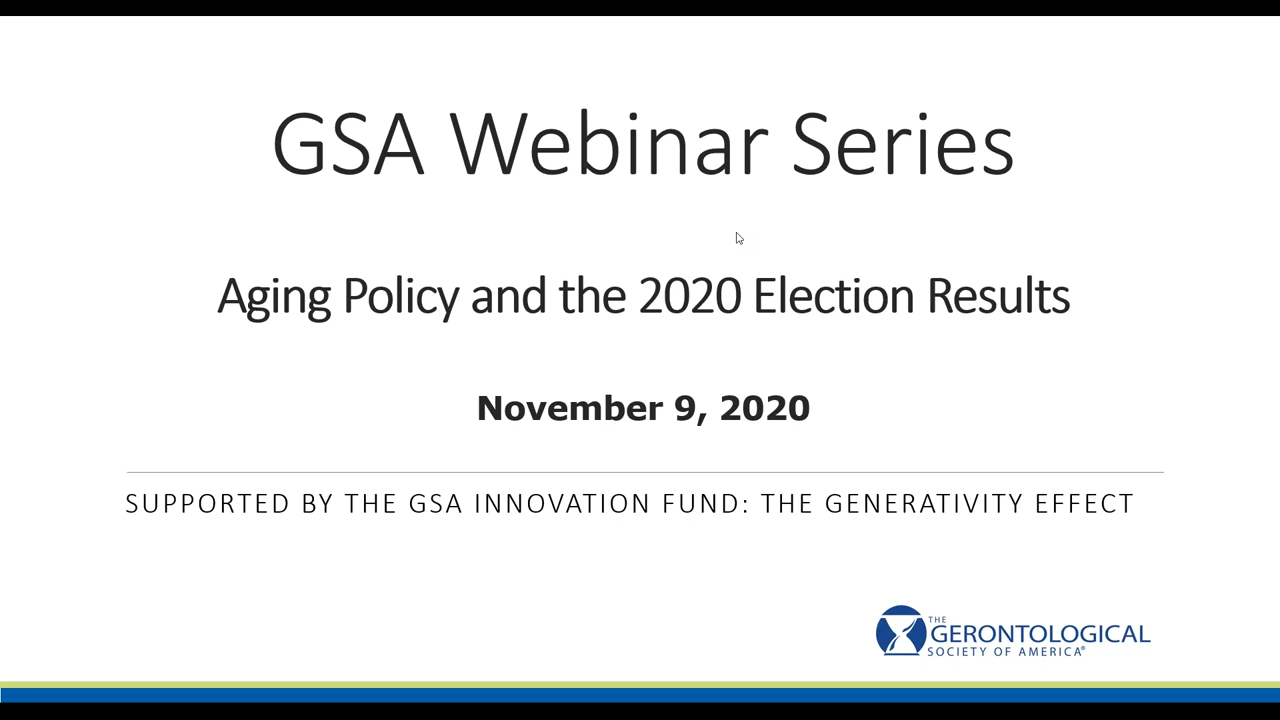 GSA Webinar Series
Aging Policy and the 2020 Election Results
November 9, 2020
SUPPORTED BY THE GSA INNOVATION FUND: THE GENERATIVITY EFFECT
THE
GERONTOLOGICAL
SOCIETY OF AMERICA®